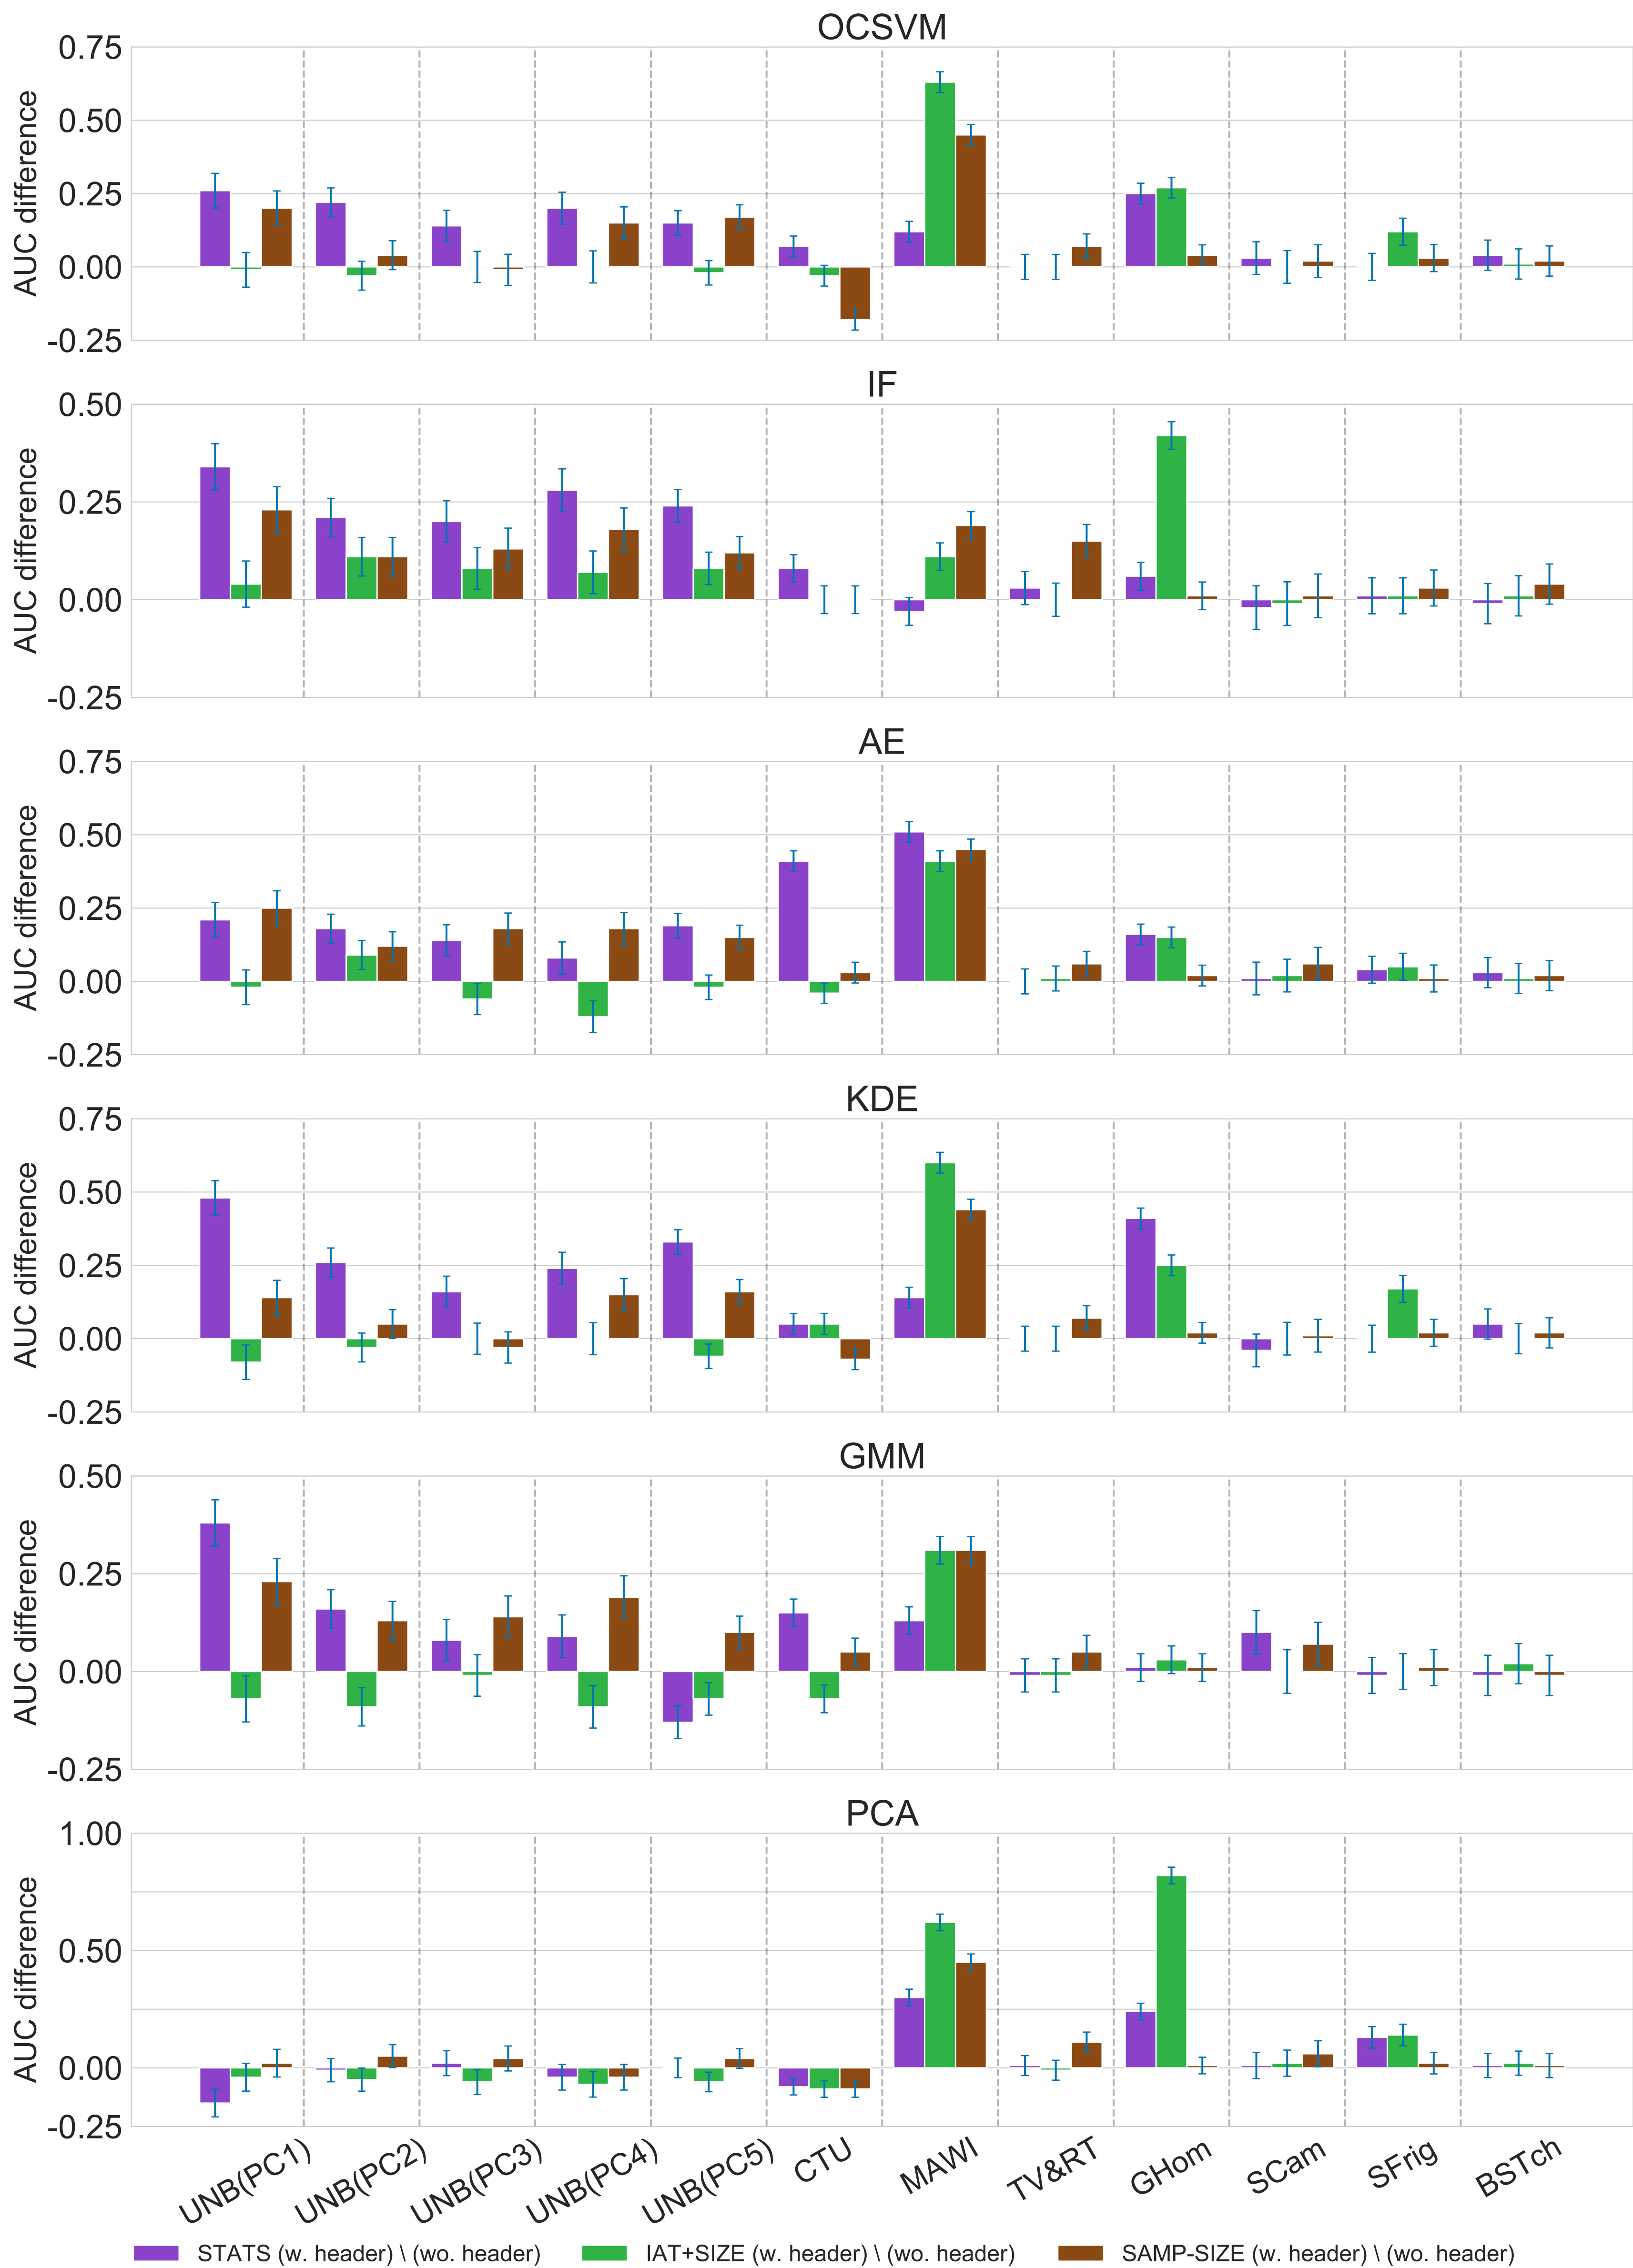 OCSVM
AUC difference
0.75
0.50
0.25
0.00
-0.25
IF
AUC difference
0.50
0.25
0.00
-0.25
AE
AUC difference
0.75
0.50
0.25
0.00
-0.25
KDE
AUC difference
0.75
0.50
0.25
0.00
-0.25
GMM
AUC difference
0.50
0.25
0.00
-0.25
PCA
AUC difference
1.00
0.50
0.00
-0.25
UNB(PC1)
UNB(PC2)
UNB(PC3)
UNB(PC4)
UNB(PC5)
CTU
MAWI
TV&RT
GHom
SCam
SFrig
BSTch
STATS (w. header) \ (wo. header)
IAT+SIZE (w. header) \ (wo. header)
SAMP-SIZE (w. header) \ (wo. header)